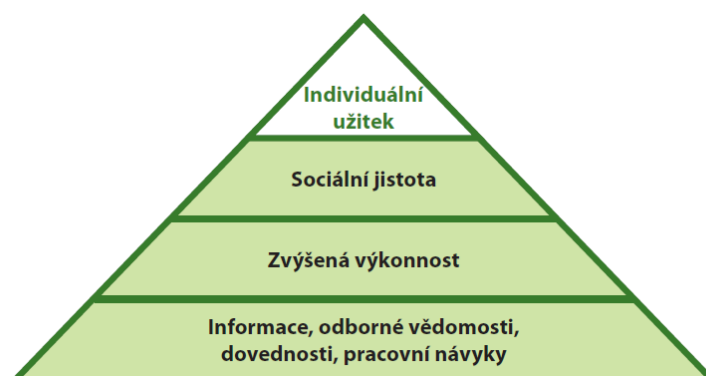 Individuální
užitek
Sociální jistota
Zvýšená výkonnost
Informace, odborné vědomosti,
dovednosti, pracovní návyky